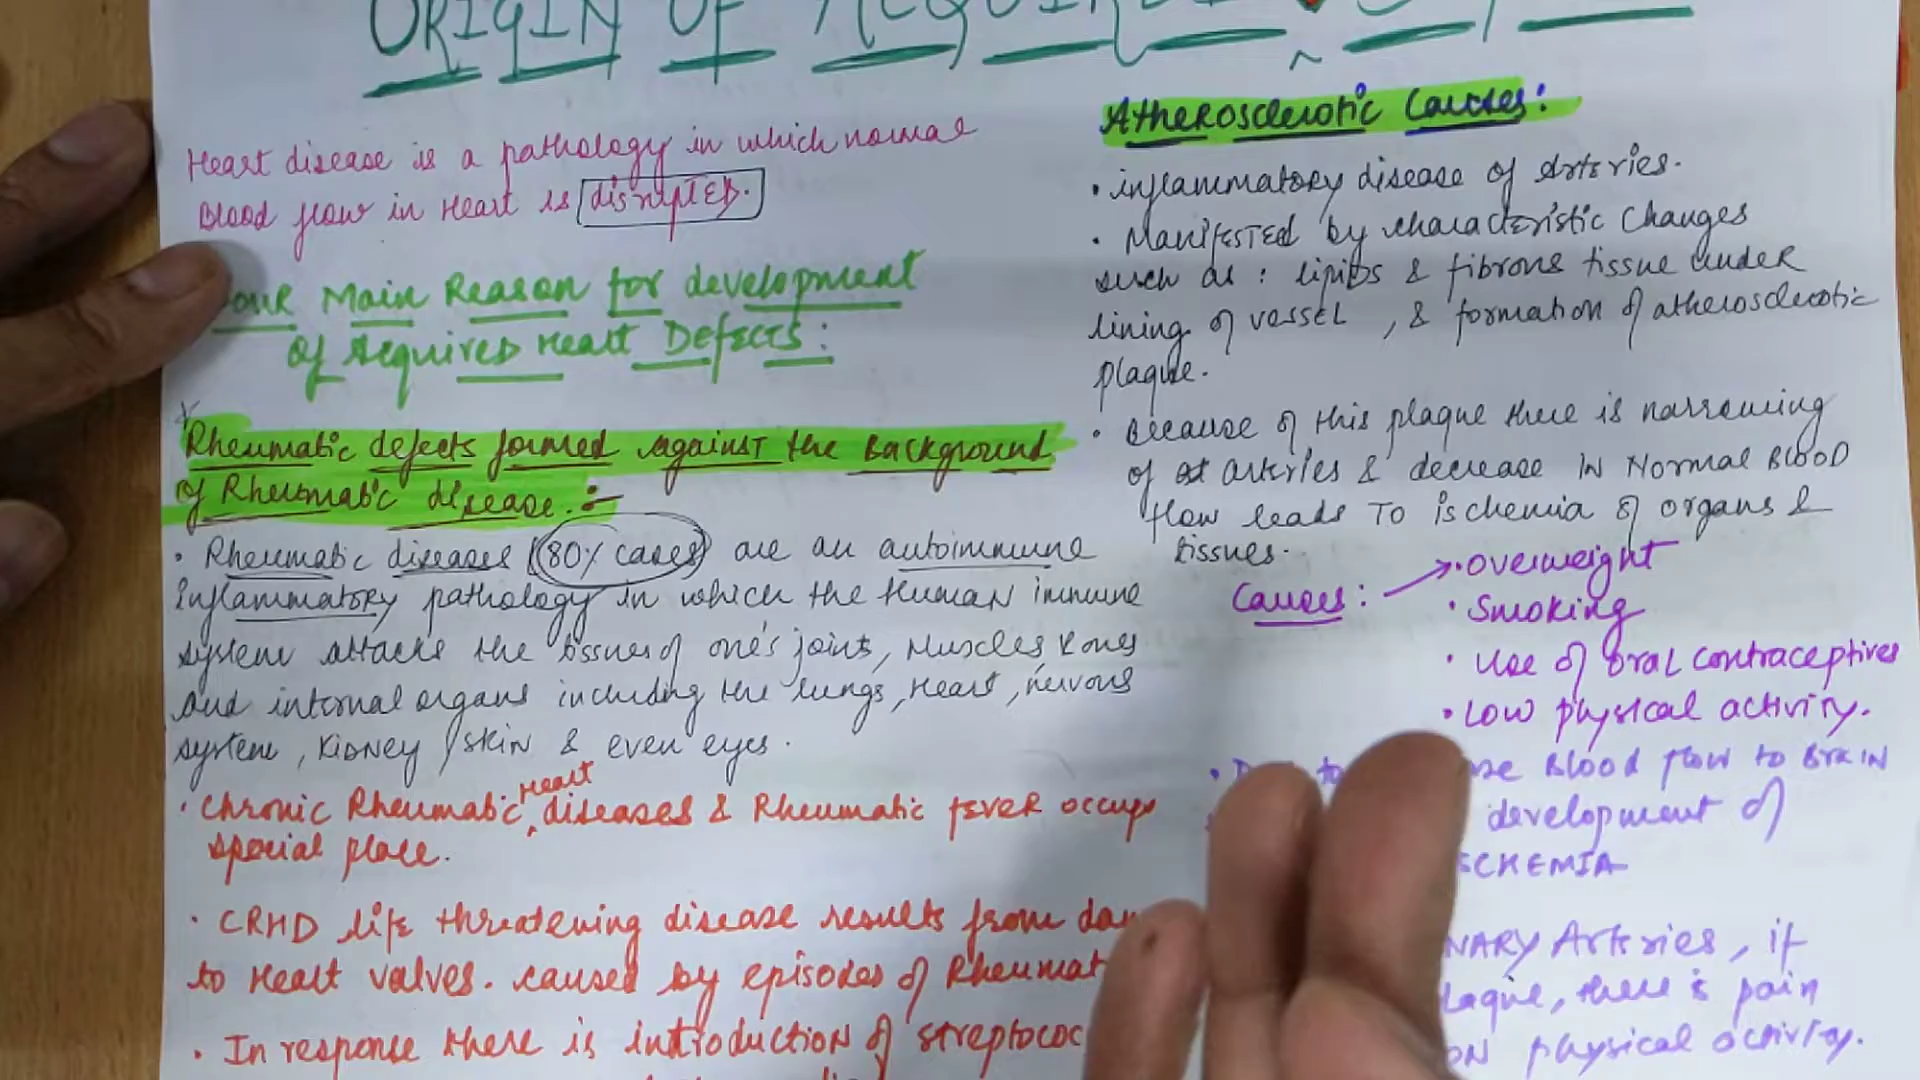 ORIGIN OF
Heart disease is a pathology in which normal
Blood flow in Heart is disrupted.
our Main Reason for development
of Acquired Heart Defects:
Rheumatic defects formed against the Background
of Rheumatic disease :-
• Rheumatic diseases (80% cases) are an autoimmune
inflammatory pathology in which the Human immune
system attacks the tissues of one's joint, Muscles, Bones
and internal organs including the lungs, Heart, nervous
system, Kidney / skin & even eyes.
• Chronic Rheumatic Heart diseases & Rheumatic fever occupy
special place.
• CRHD life threatening disease results from
to Heart valves. caused by episodes of
• In response there is introduction of
Atherosclerotic Causes:
• inflammatory disease of Arteries.
• Manifested by characteristic Changes
such as : lipids & fibrous tissue under
lining of vessel , & formation of atherosclerotic
plaque.
• Because of this plaque there is narrowing
of arteries & decrease in Normal Blood
flow leads To ischemia of organs &
tissues.
Causes: • overweight
• Smoking
• Use of oral contraceptives
• Low physical activity.
Blood flow to Brain
development of
Arteries, if
there is pain
physical activity.